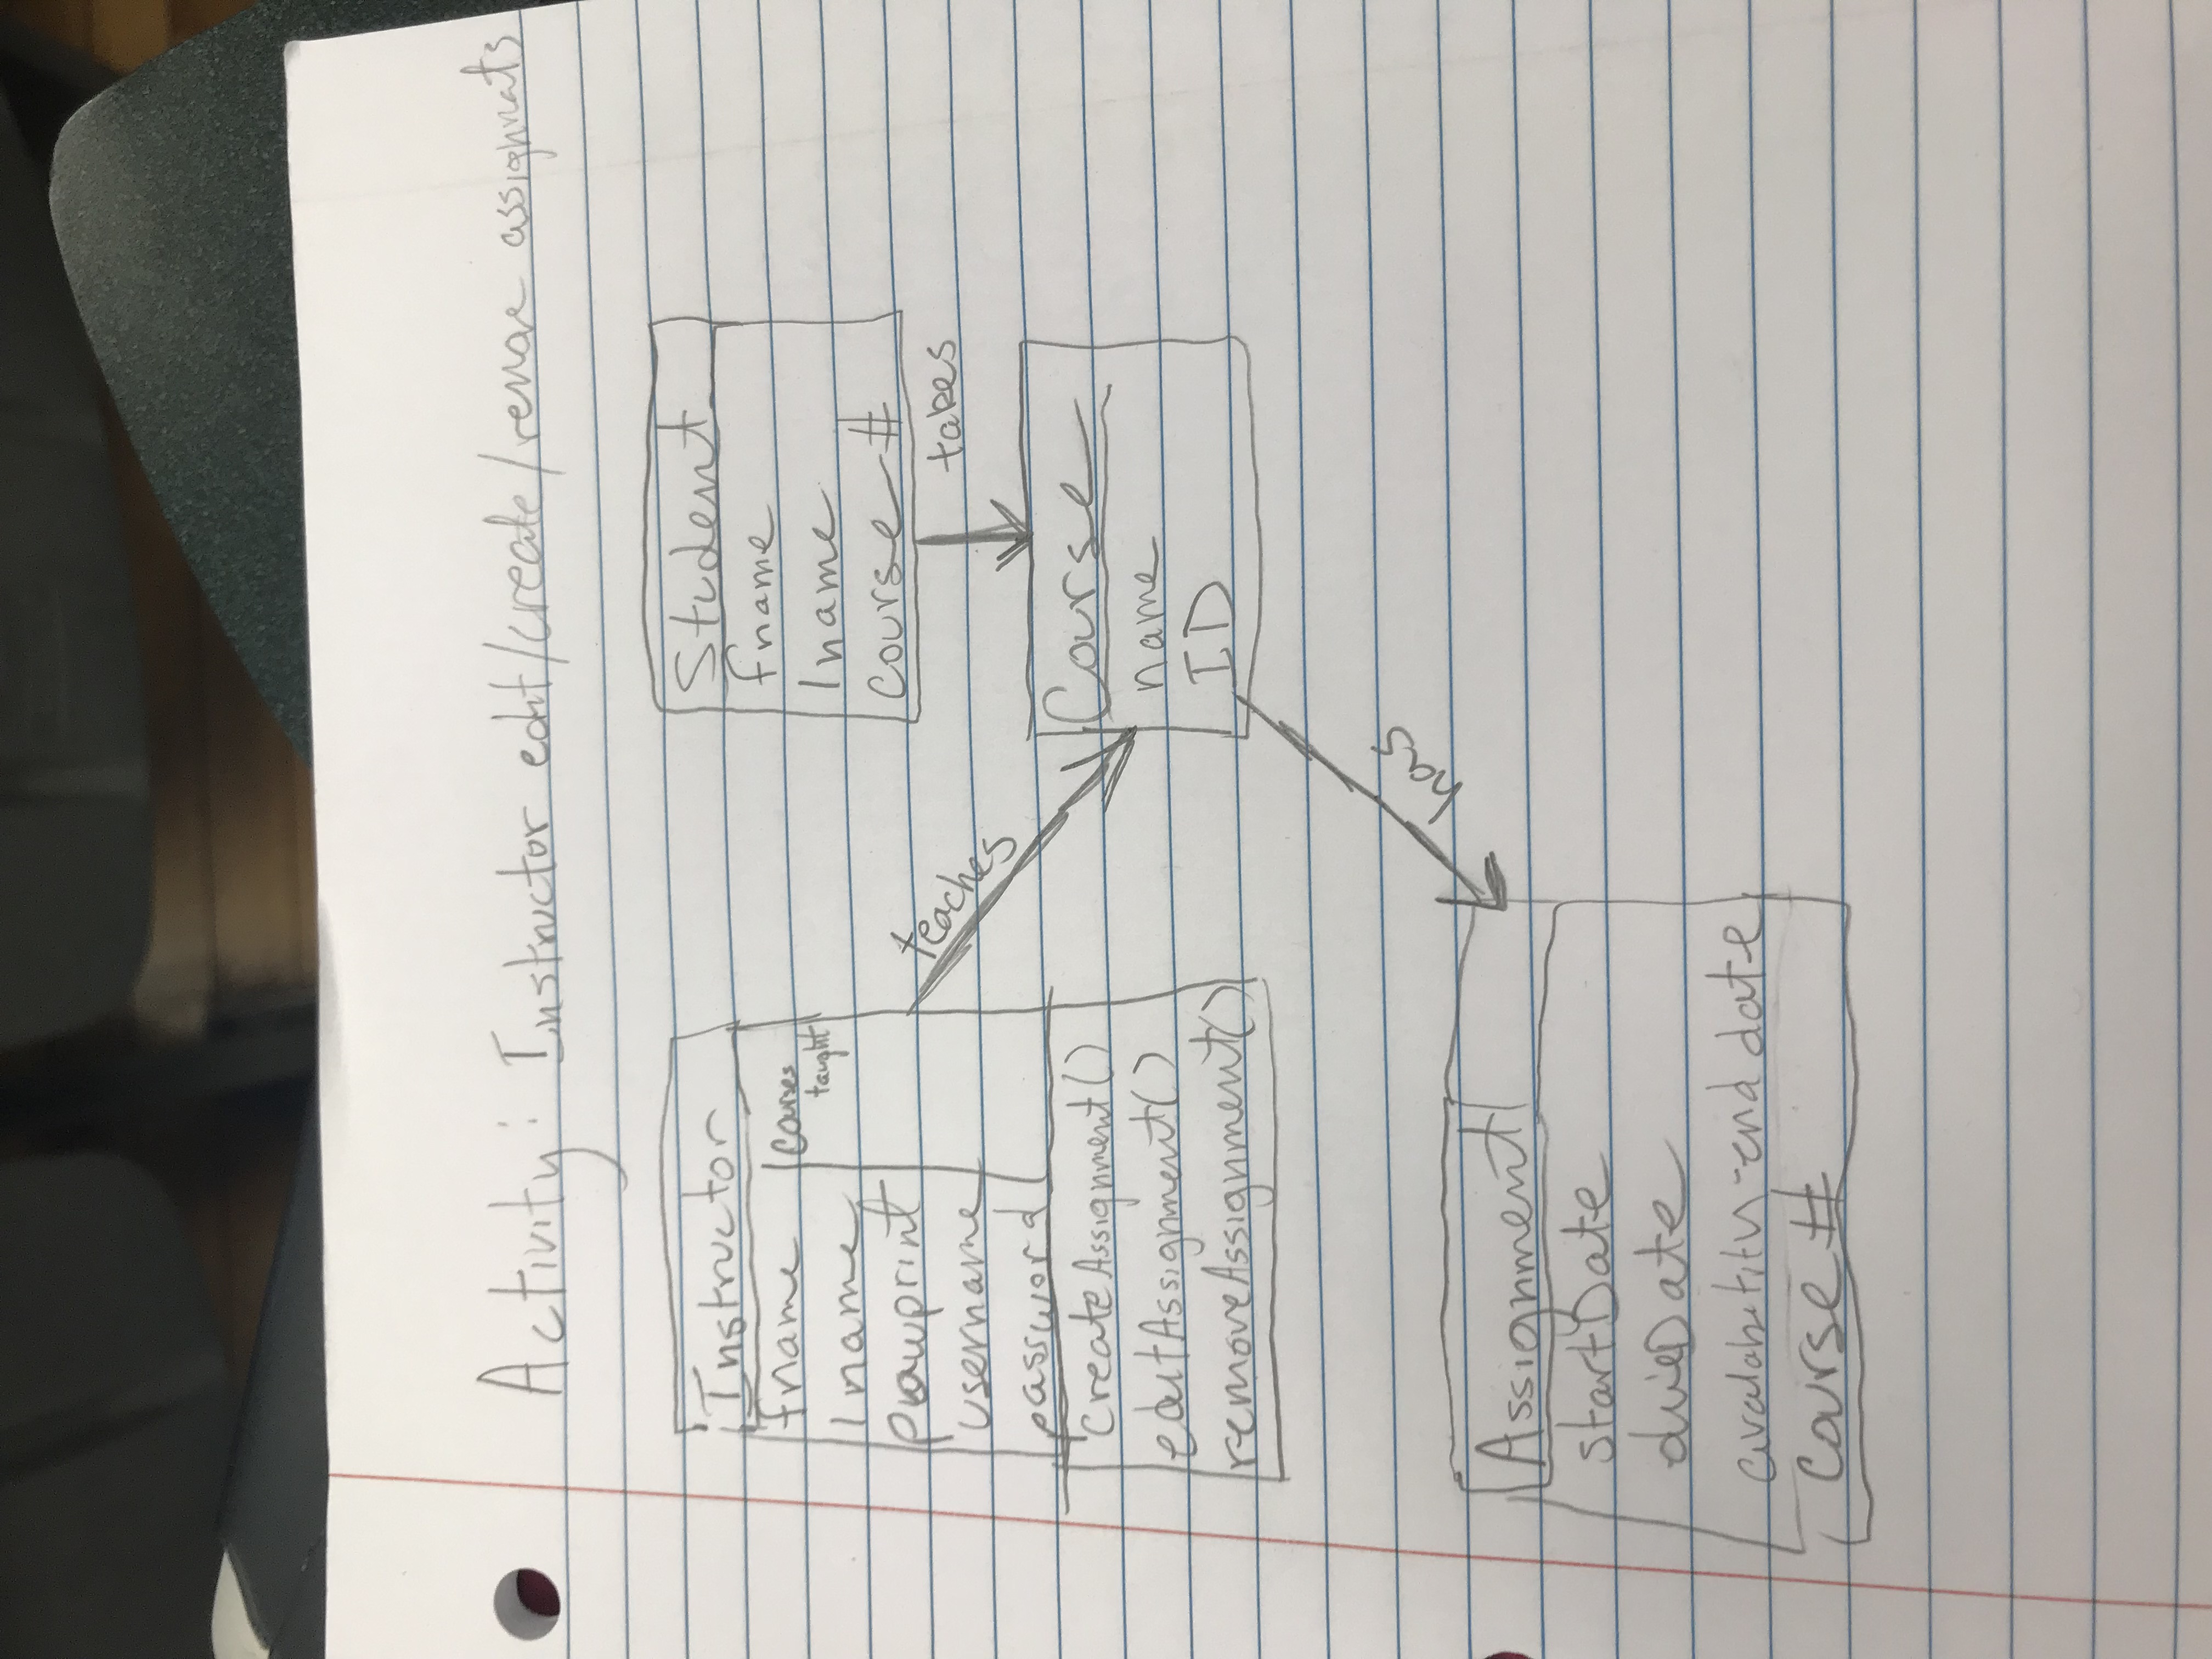 Activity: Instructor edit/create/remove assignments
Instructor
fname
lname
pawprint
username
password
courses
taught
createAssignment()
editAssignment()
removeAssignment()
teaches
Student
fname
lname
course #
takes
Course
name
ID
has
Assignment
startDate
dueDate
availability-end date
course #